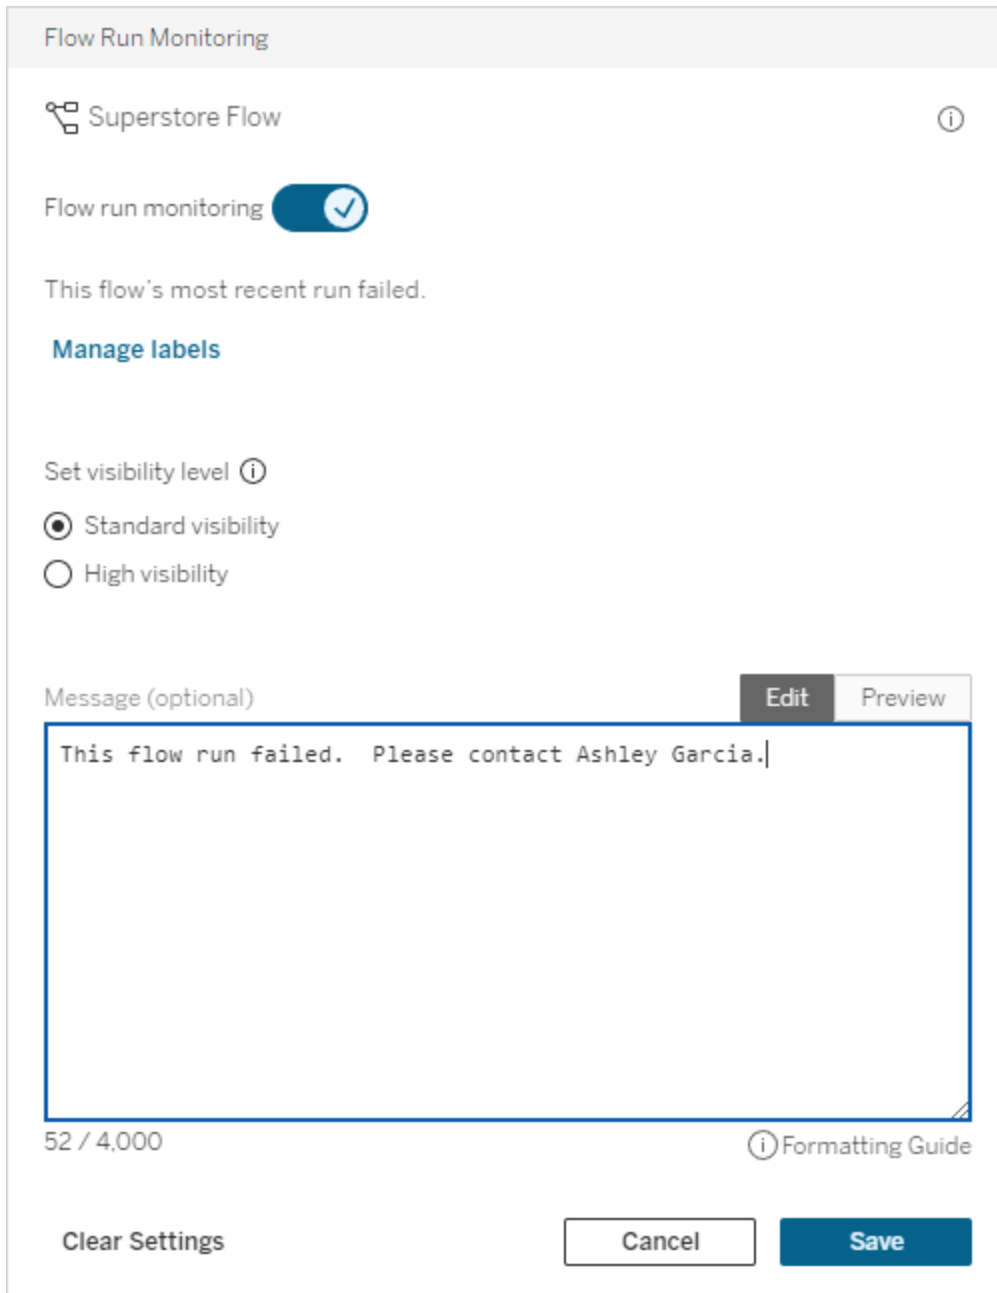 Flow Run Monitoring
Superstore Flow
Flow run monitoring
This flow's most recent run failed.
Manage labels
Set visibility level
Standard visibility
High visibility
Message (optional)
Edit
Preview
This flow run failed.  Please contact Ashley Garcia.
52 / 4,000
Formatting Guide
Clear Settings
Cancel
Save